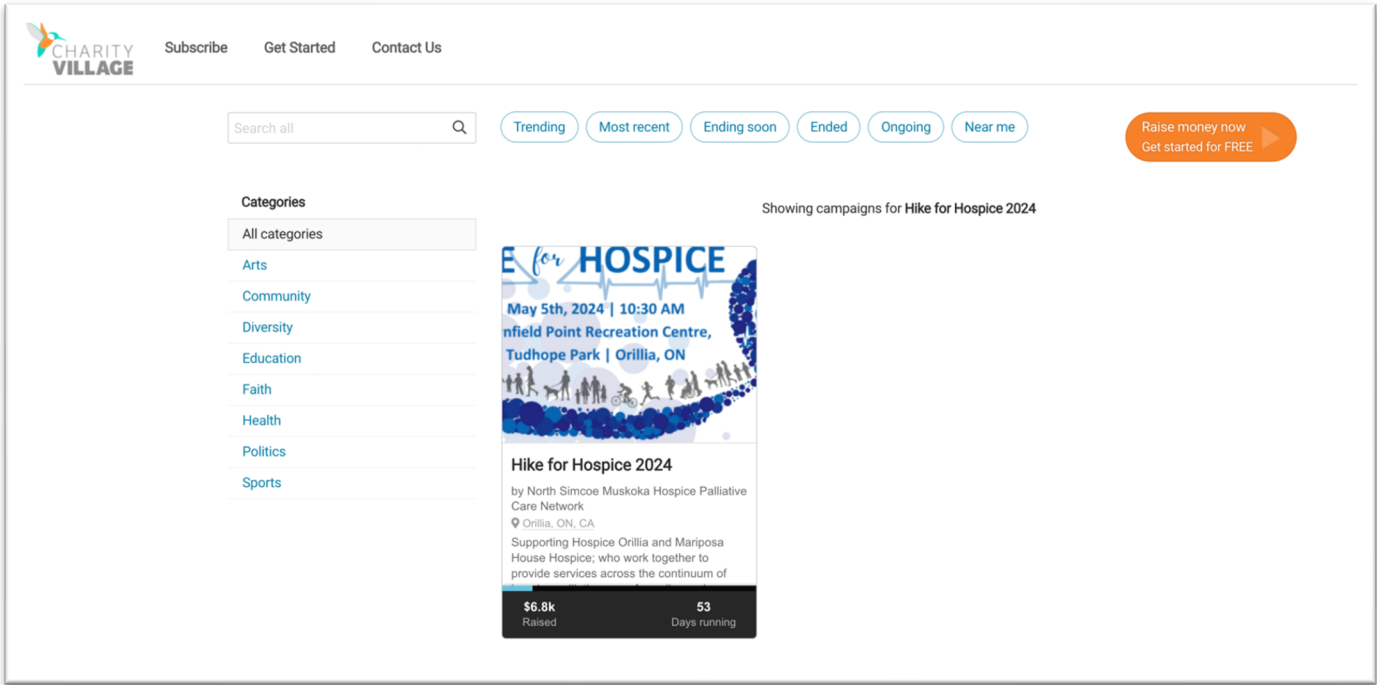 CHARITY
VILLAGE
Subscribe
Get Started
Contact Us
Search all
Trending
Most recent
Ending soon
Ended
Ongoing
Near me
Raise money now
Get started for FREE
Categories
All categories
Arts
Community
Diversity
Education
Faith
Health
Politics
Sports
Showing campaigns for Hike for Hospice 2024
E for HOSPICE
May 5th, 2024 | 10:30 AM
nfield Point Recreation Centre,
Tudhope Park | Orillia, ON
Hike for Hospice 2024
by North Simcoe Muskoka Hospice Palliative
Care Network
Orillia, ON, CA
Supporting Hospice Orillia and Mariposa
House Hospice; who work together to
provide services across the continuum of
$6.8k
Raised
53
Days running